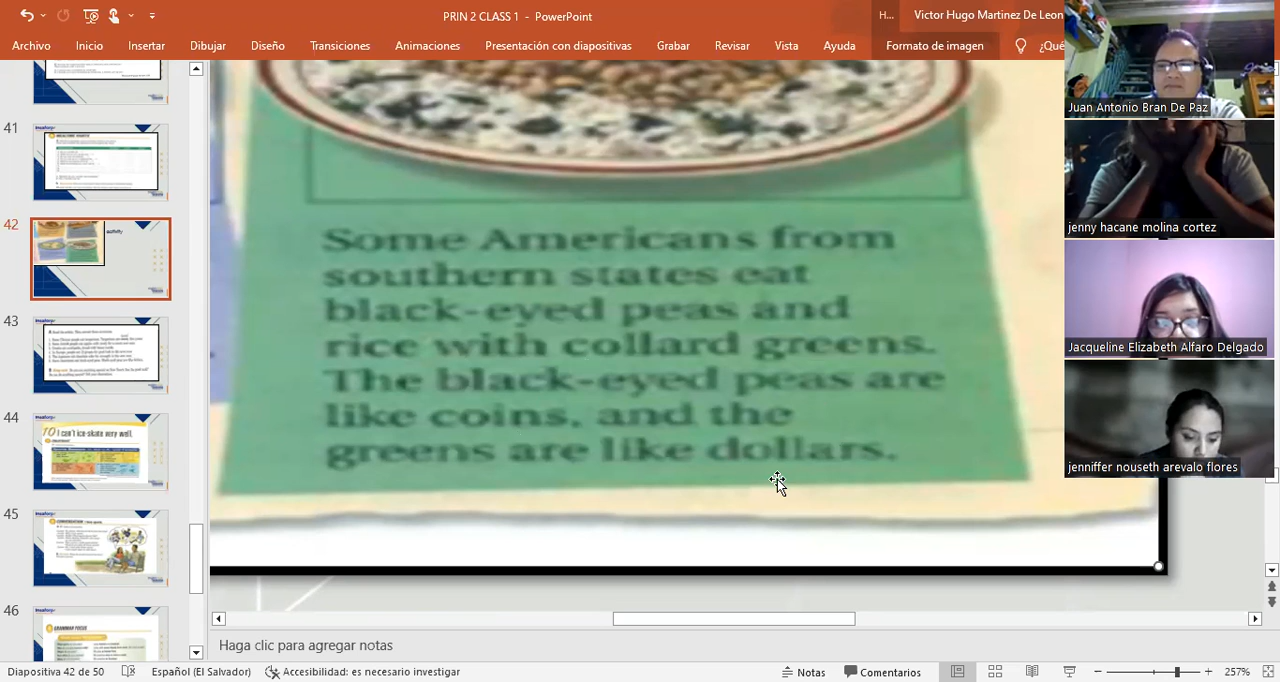 PRIN 2 CLASS 1 - PowerPoint
H...
Victor Hugo Martinez De Leon
Archivo
Inicio
Insertar
Dibujar
Diseño
Transiciones
Animaciones
Presentación con diapositivas
Grabar
Revisar
Vista
Ayuda
Formato de imagen
¿Qué
Juan Antonio Bran De Paz
jenny hacane molina cortez
Jacqueline Elizabeth Alfaro Delgado
jenniffer nouseth arevalo flores
41
42
43
44
10 I can't ice-skate very well.
45
46
Some Americans from
southern states eat
black-eyed peas and
rice with collard greens.
The black-eyed peas are
like coins, and the
greens are like dollars.
Haga clic para agregar notas
Diapositiva 42 de 50
Español (El Salvador)
Accesibilidad: es necesario investigar
Notas
Comentarios
257%